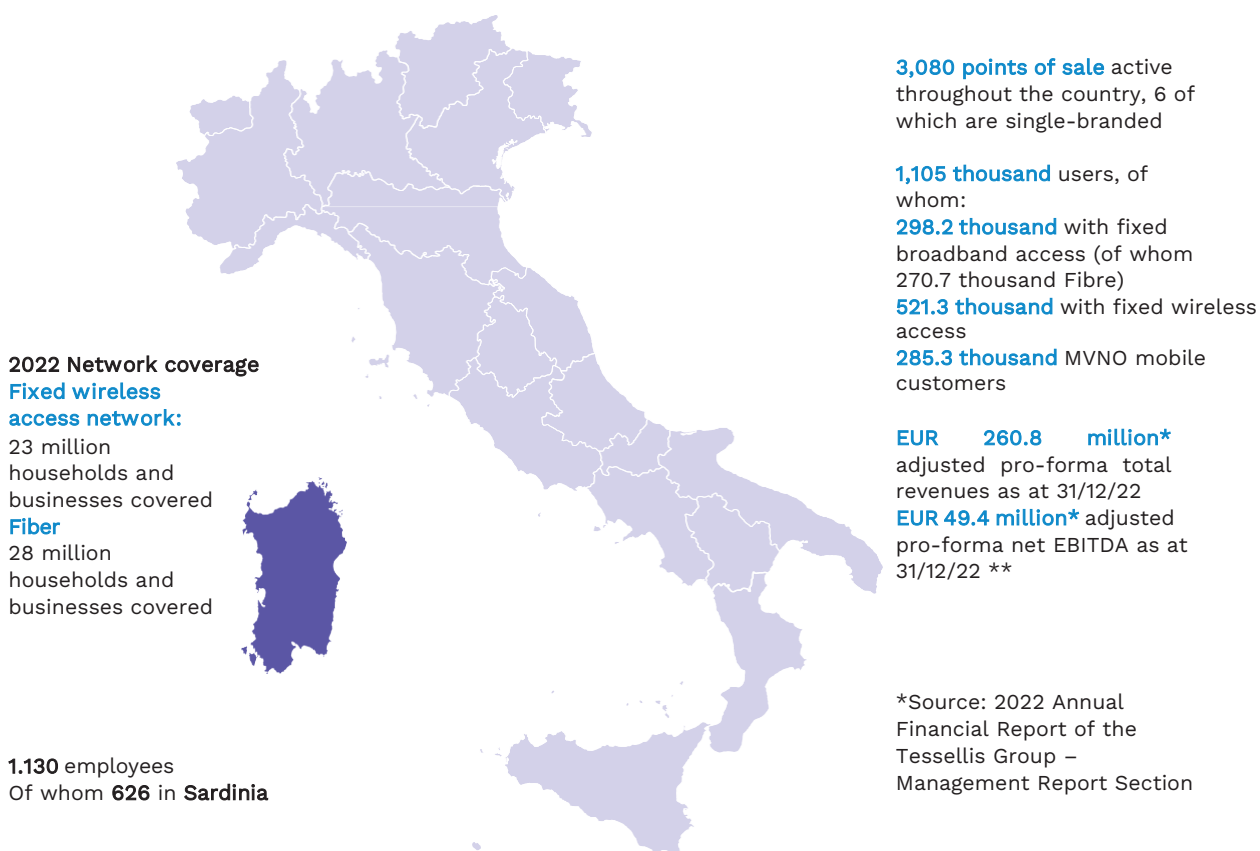 2022 Network coverage
Fixed wireless
access network:
23 million
households and
businesses covered
Fiber
28 million
households and
businesses covered
1.130 employees
Of whom 626 in Sardinia
3,080 points of sale active
throughout the country, 6 of
which are single-branded
1,105 thousand users, of
whom:
298.2 thousand with fixed
broadband access (of whom
270.7 thousand Fibre)
521.3 thousand with fixed wireless
access
285.3 thousand MVNO mobile
customers
EUR 260.8 million*
adjusted pro-forma total
revenues as at 31/12/22
EUR 49.4 million* adjusted
pro-forma net EBITDA as at
31/12/22 **
*Source: 2022 Annual
Financial Report of the
Tessellis Group –
Management Report Section